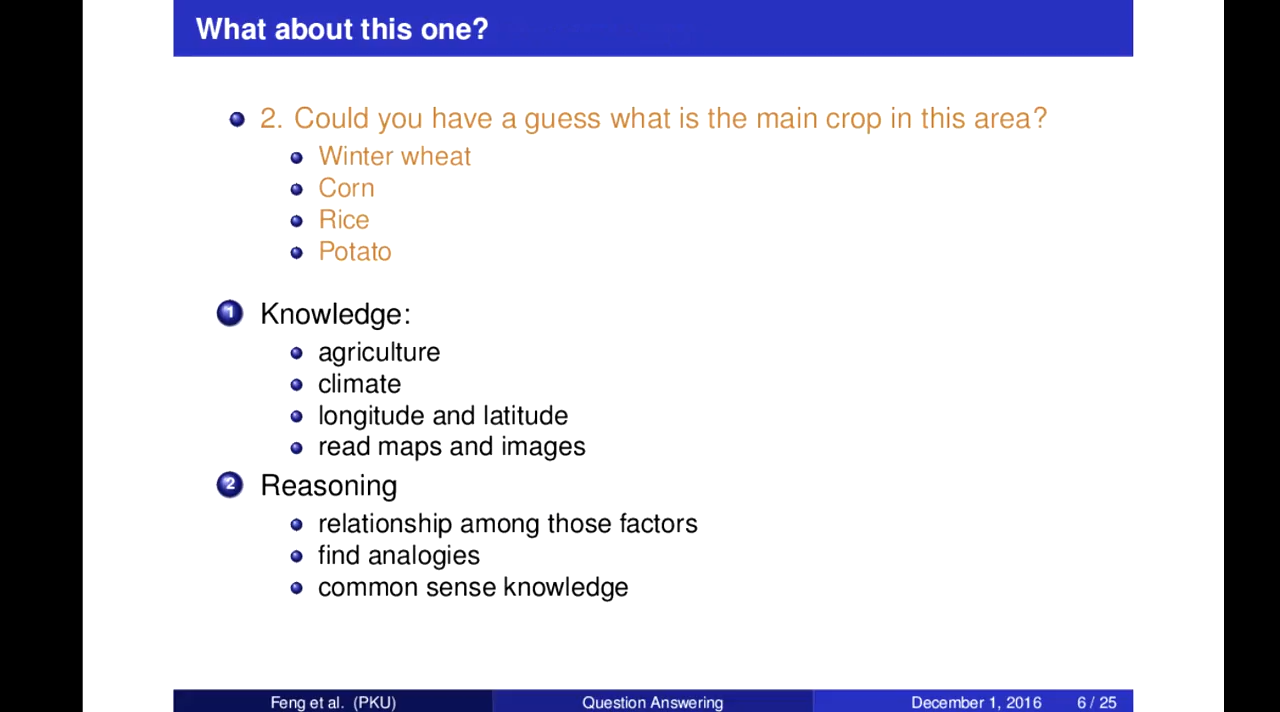 What about this one?
2. Could you have a guess what is the main crop in this area?
Winter wheat
Corn
Rice
Potato
1 Knowledge:
agriculture
climate
longitude and latitude
read maps and images
2 Reasoning
relationship among those factors
find analogies
common sense knowledge
Feng et al. (PKU) Question Answering December 1, 2016 6 / 25